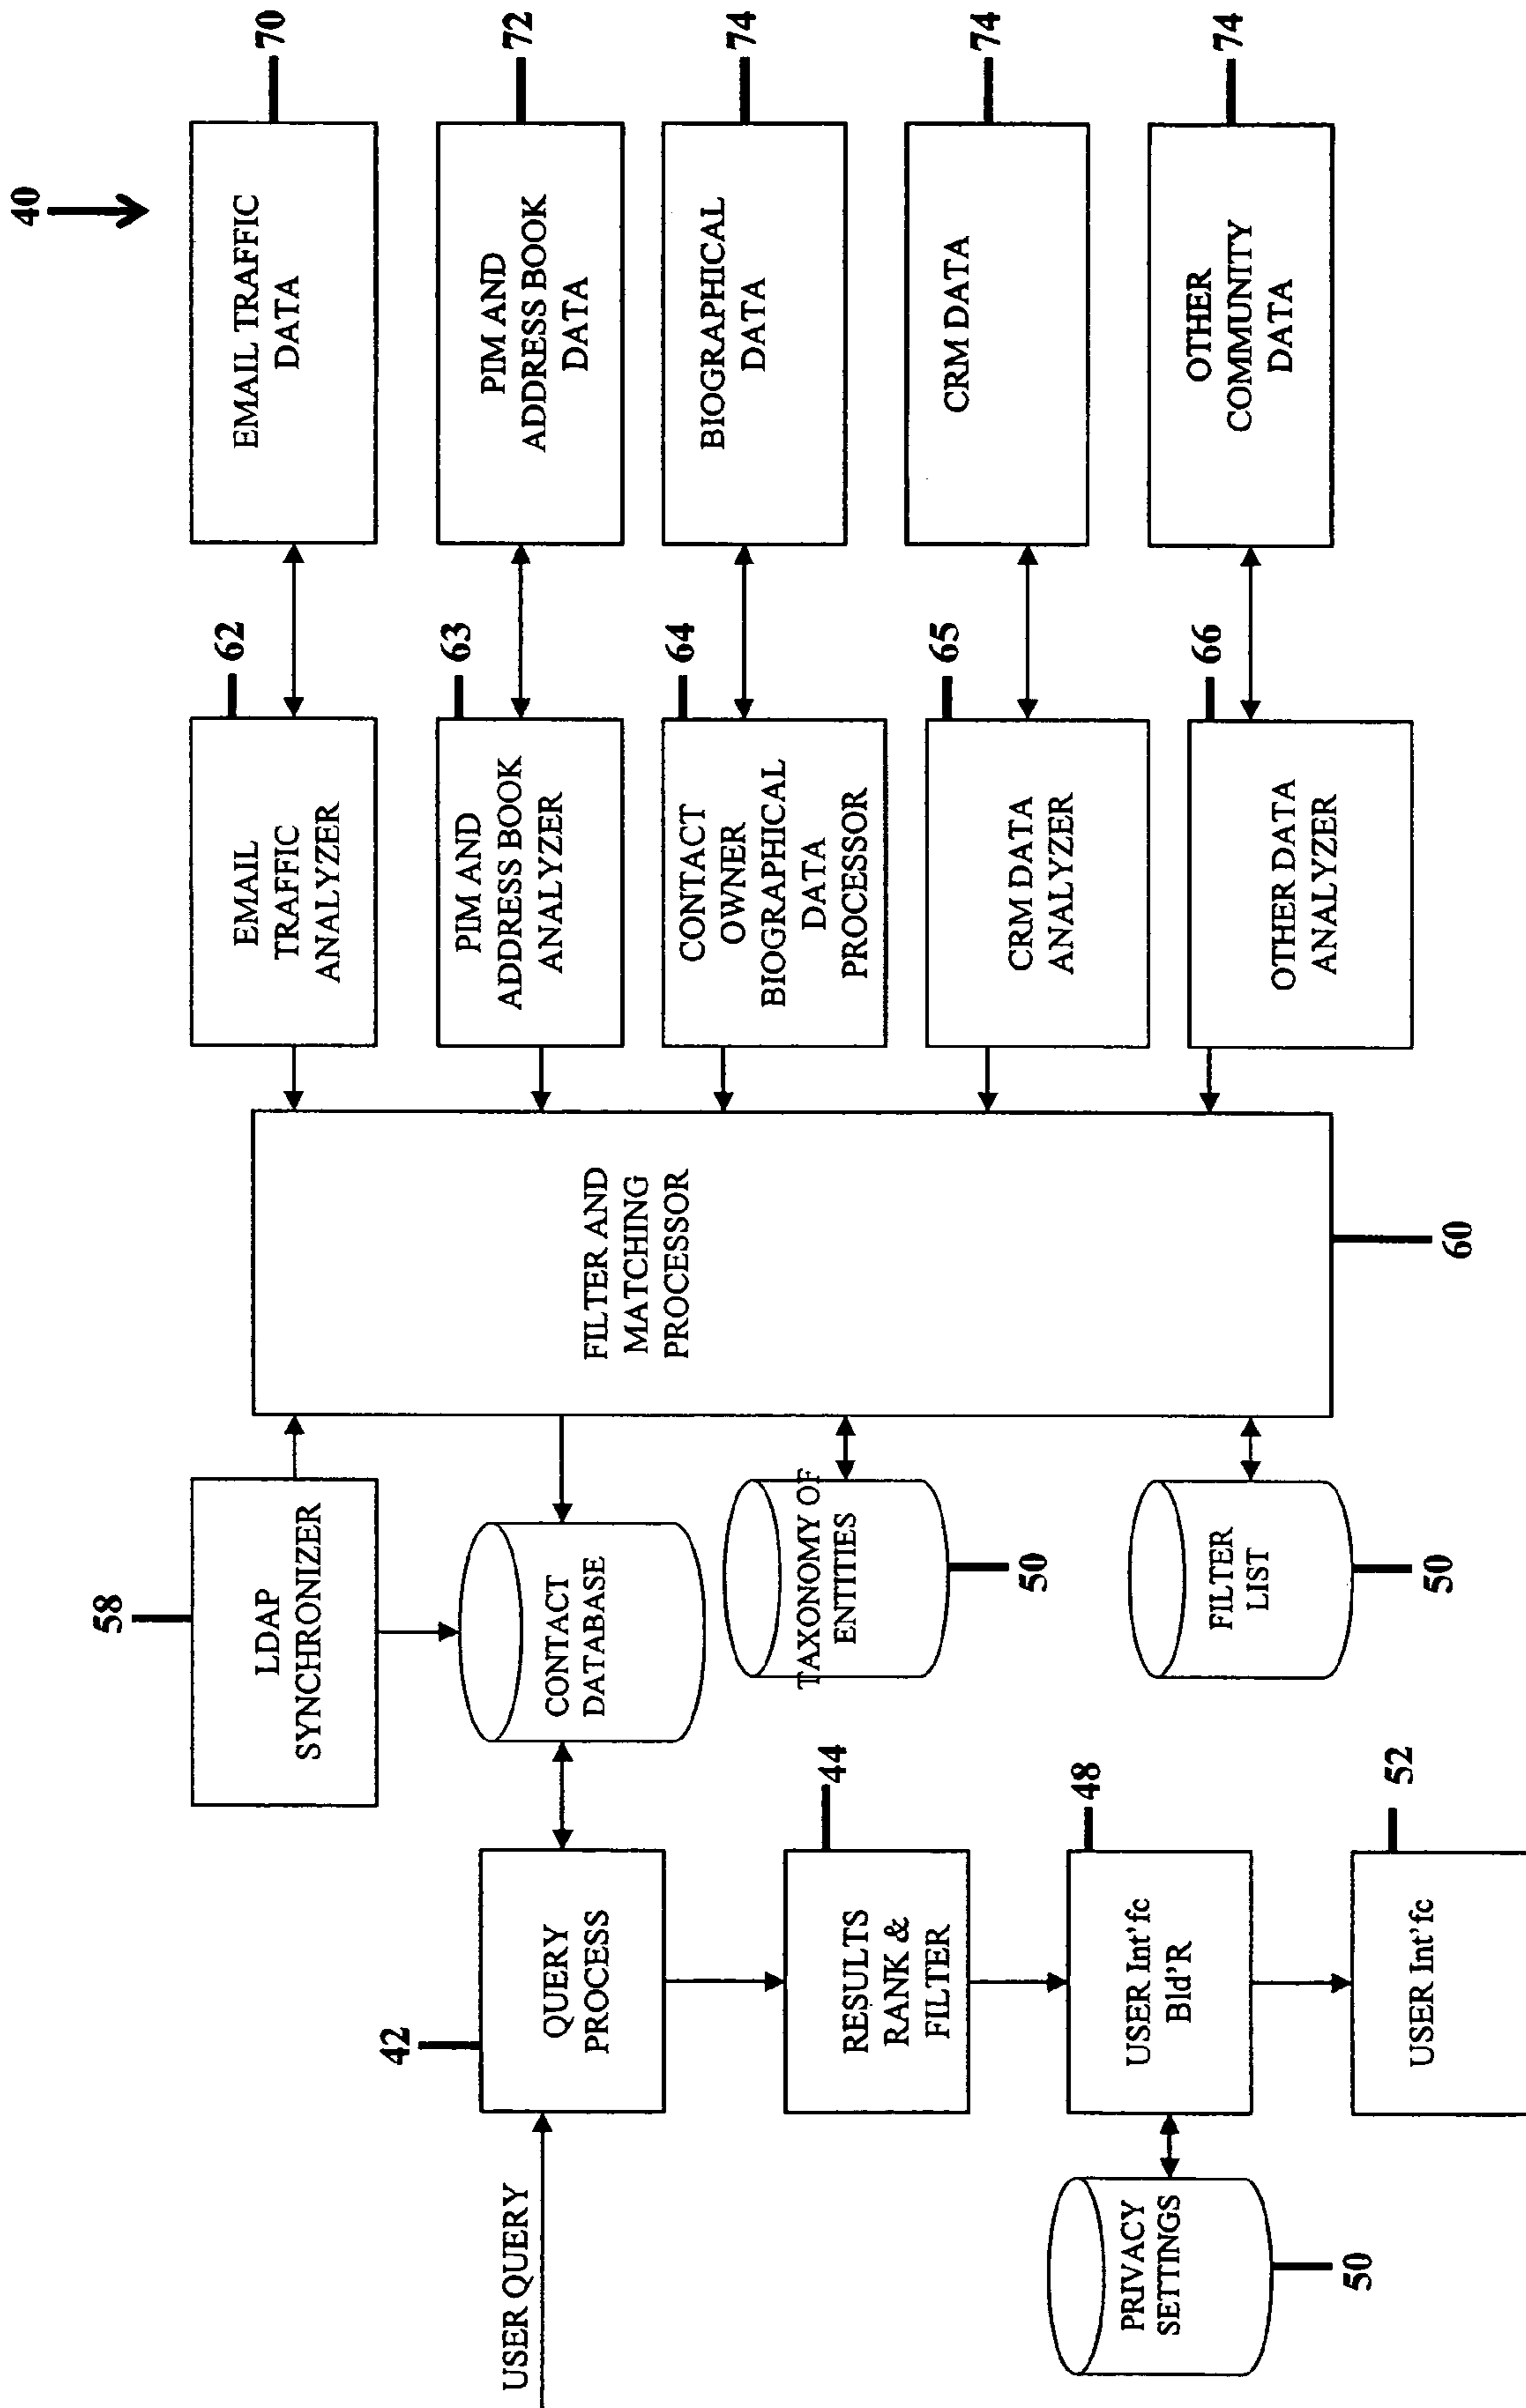 40
70
EMAIL TRAFFIC
DATA
72
PIM AND
ADDRESS BOOK
DATA
74
BIOGRAPHICAL
DATA
74
CRM DATA
74
OTHER
COMMUNITY
DATA
62
EMAIL
TRAFFIC
ANALYZER
63
PIM AND
ADDRESS BOOK
ANALYZER
64
CONTACT
OWNER
BIOGRAPHICAL
DATA
PROCESSOR
65
CRM DATA
ANALYZER
66
OTHER DATA
ANALYZER
FILTER AND
MATCHING
PROCESSOR
60
58
LDAP
SYNCHRONIZER
CONTACT
DATABASE
TAXONOMY OF
ENTITIES
50
FILTER
LIST
50
42
QUERY
PROCESS
44
RESULTS
RANK &
FILTER
48
USER Int'fc
Bld'R
52
USER Int'fc
USER QUERY
PRIVACY
SETTINGS
50